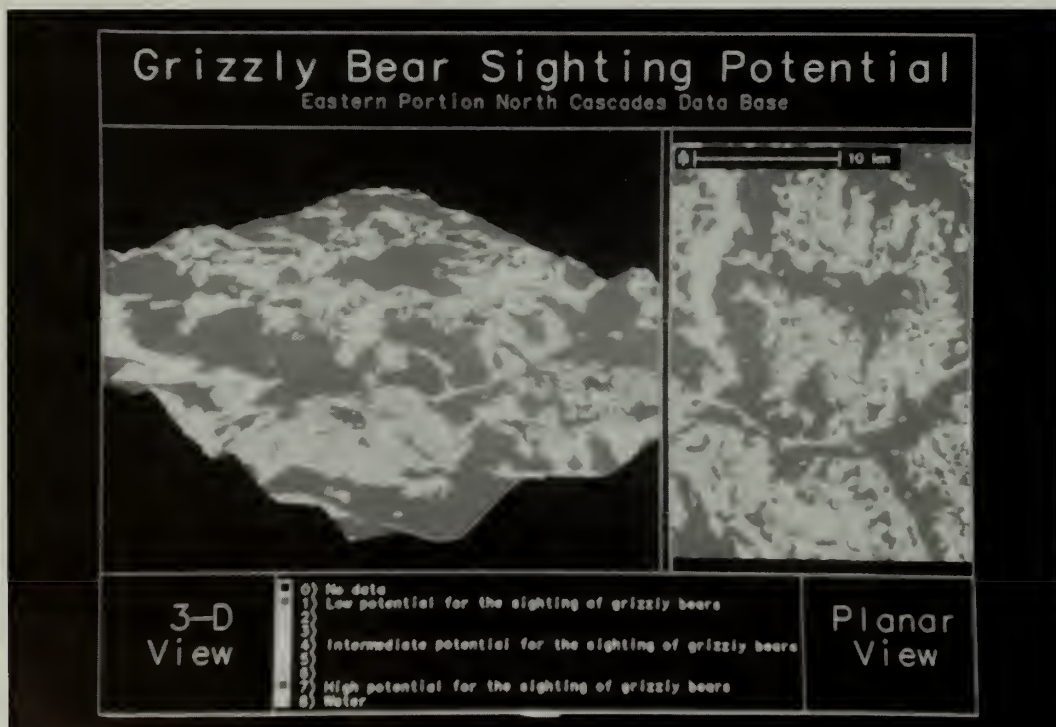 Grizzly Bear Sighting Potential
Eastern Portion North Cascades Data Base
10 km
3-D
View
0) No data
1) Low potential for the sighting of grizzly bears
2)
3)
4) Intermediate potential for the sighting of grizzly bears
5)
6)
7) High potential for the sighting of grizzly bears
8) Water
Planar
View